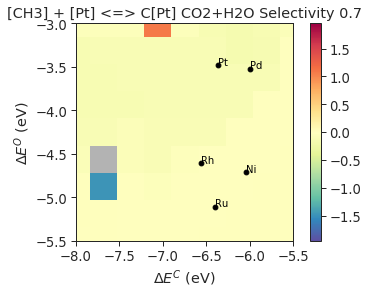 [CH3] + [Pt] <=> C[Pt] CO2+H2O Selectivity 0.7
−3.0
−3.5
−4.0
−4.5
−5.0
−5.5
ΔE^O (eV)
Pt
Pd
Rh
Ni
Ru
−8.0 −7.5 −7.0 −6.5 −6.0 −5.5
ΔE^C (eV)
1.5
1.0
0.5
0.0
−0.5
−1.0
−1.5